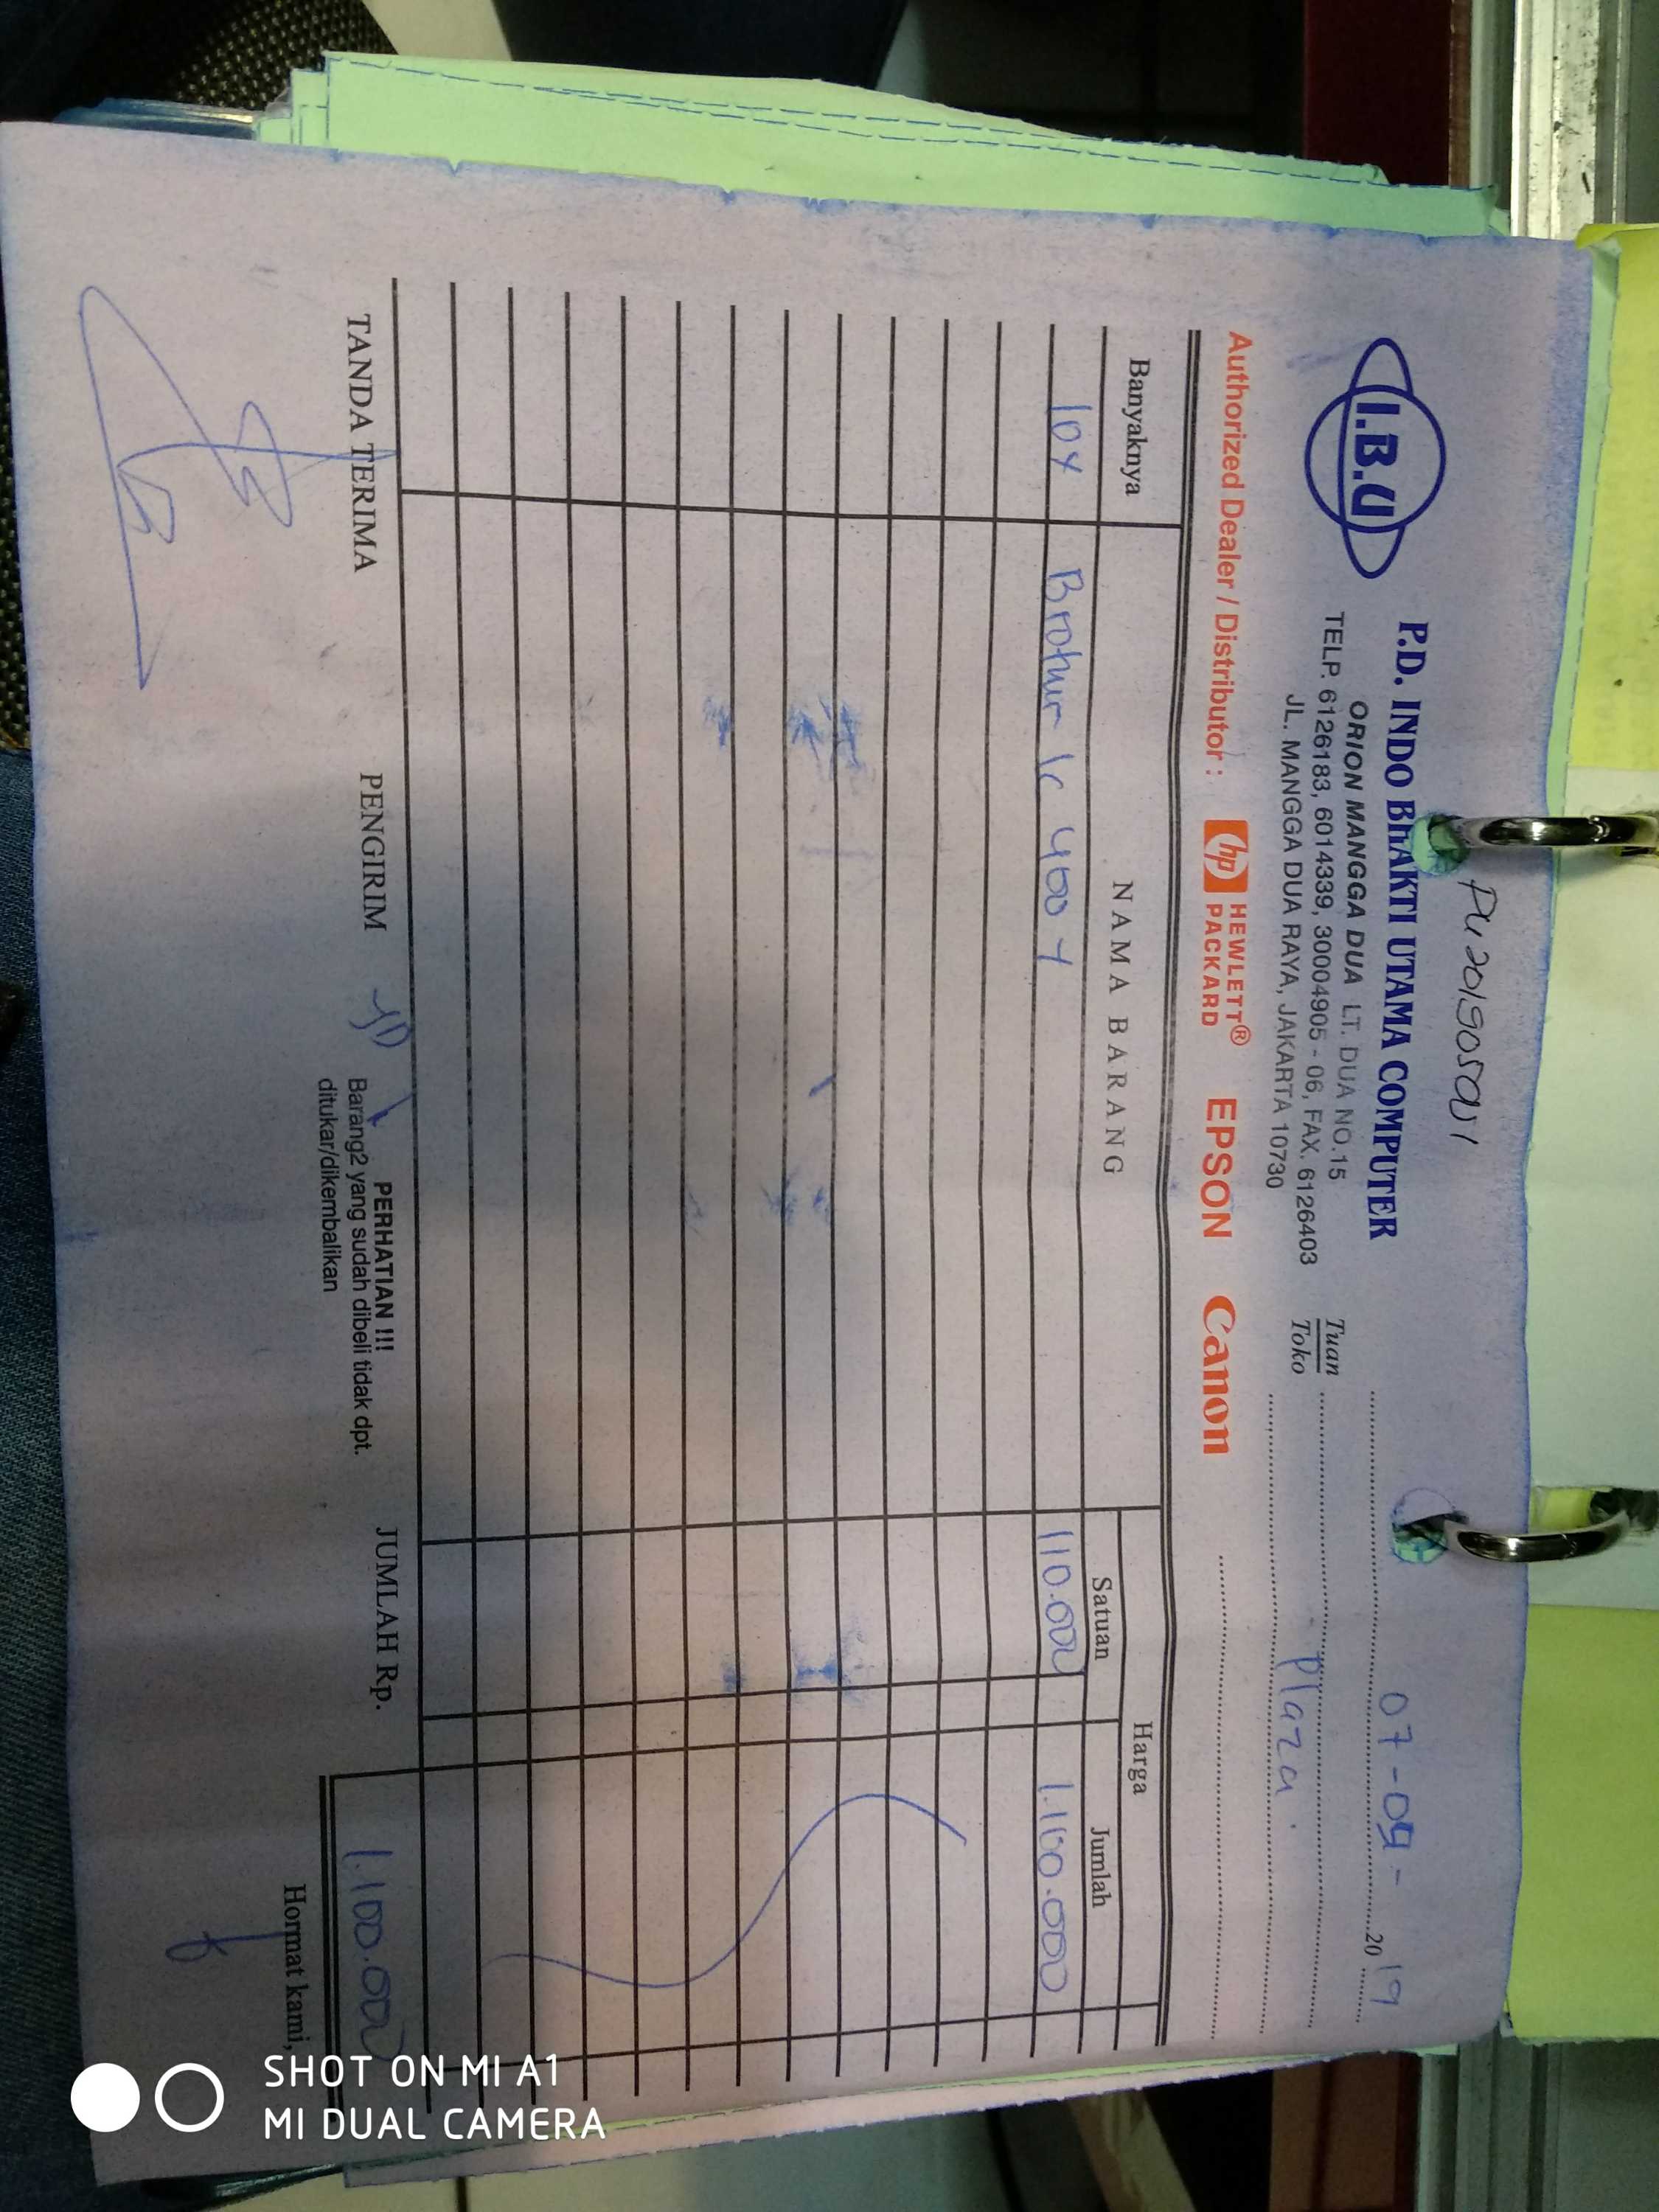 PU201905001
I.B.U
P.D. INDO BhAKTI UTAMA COMPUTER
ORION MANGGA DUA LT. DUA NO.15
TELP. 6126183, 6014339, 30004905 - 06, FAX. 6126403
JL. MANGGA DUA RAYA, JAKARTA 10730
07-09- 2019
Tuan
Toko
Plaza
Authorized Dealer / Distributor : hp HEWLETT® PACKARD EPSON Canon
Banyaknya NAMA BARANG Harga
Satuan Jumlah
10 Brother lc 400 Y 110.000 1.100.000
TANDA TERIMA PENGIRIM PERHATIAN !!! JUMLAH Rp. 1.100.000
Barang2 yang sudah dibeli tidak dpt.
ditukar/dikembalikan
Hormat kami,
SHOT ON MI A1
MI DUAL CAMERA